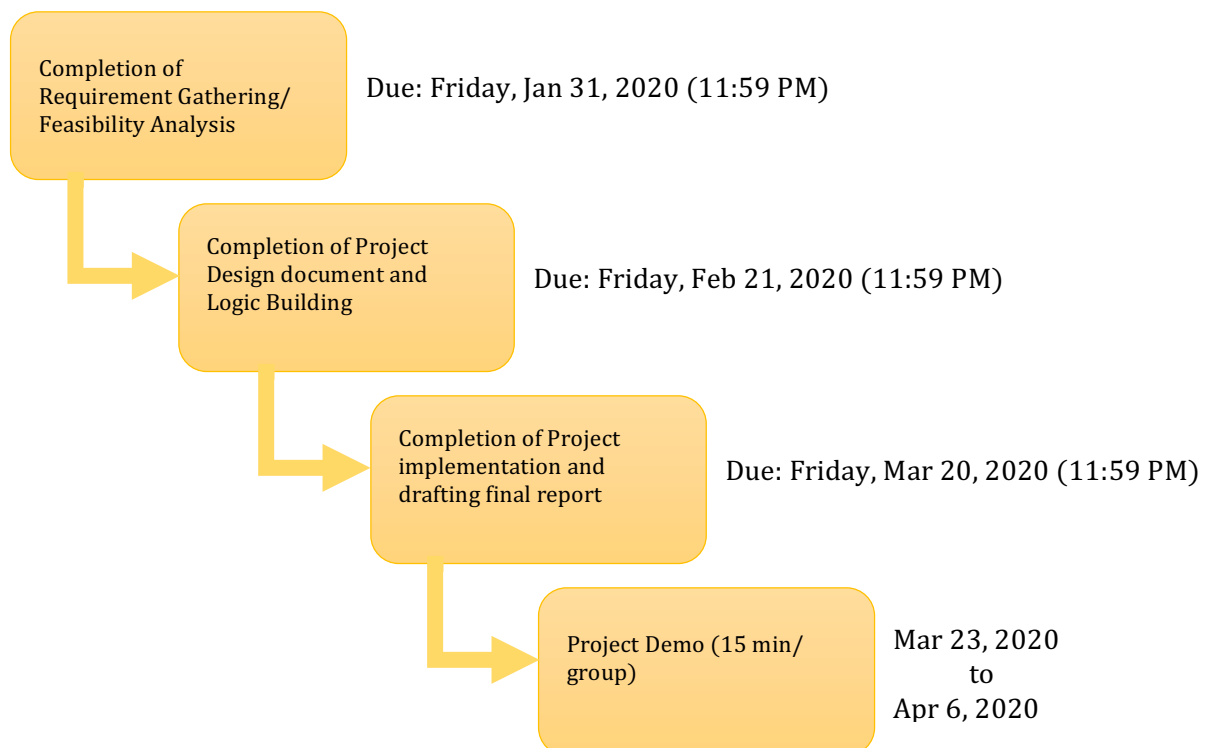 Completion of
Requirement Gathering/
Feasibility Analysis
Due: Friday, Jan 31, 2020 (11:59 PM)
Completion of Project
Design document and
Logic Building
Due: Friday, Feb 21, 2020 (11:59 PM)
Completion of Project
implementation and
drafting final report
Due: Friday, Mar 20, 2020 (11:59 PM)
Project Demo (15 min/
group)
Mar 23, 2020
to
Apr 6, 2020